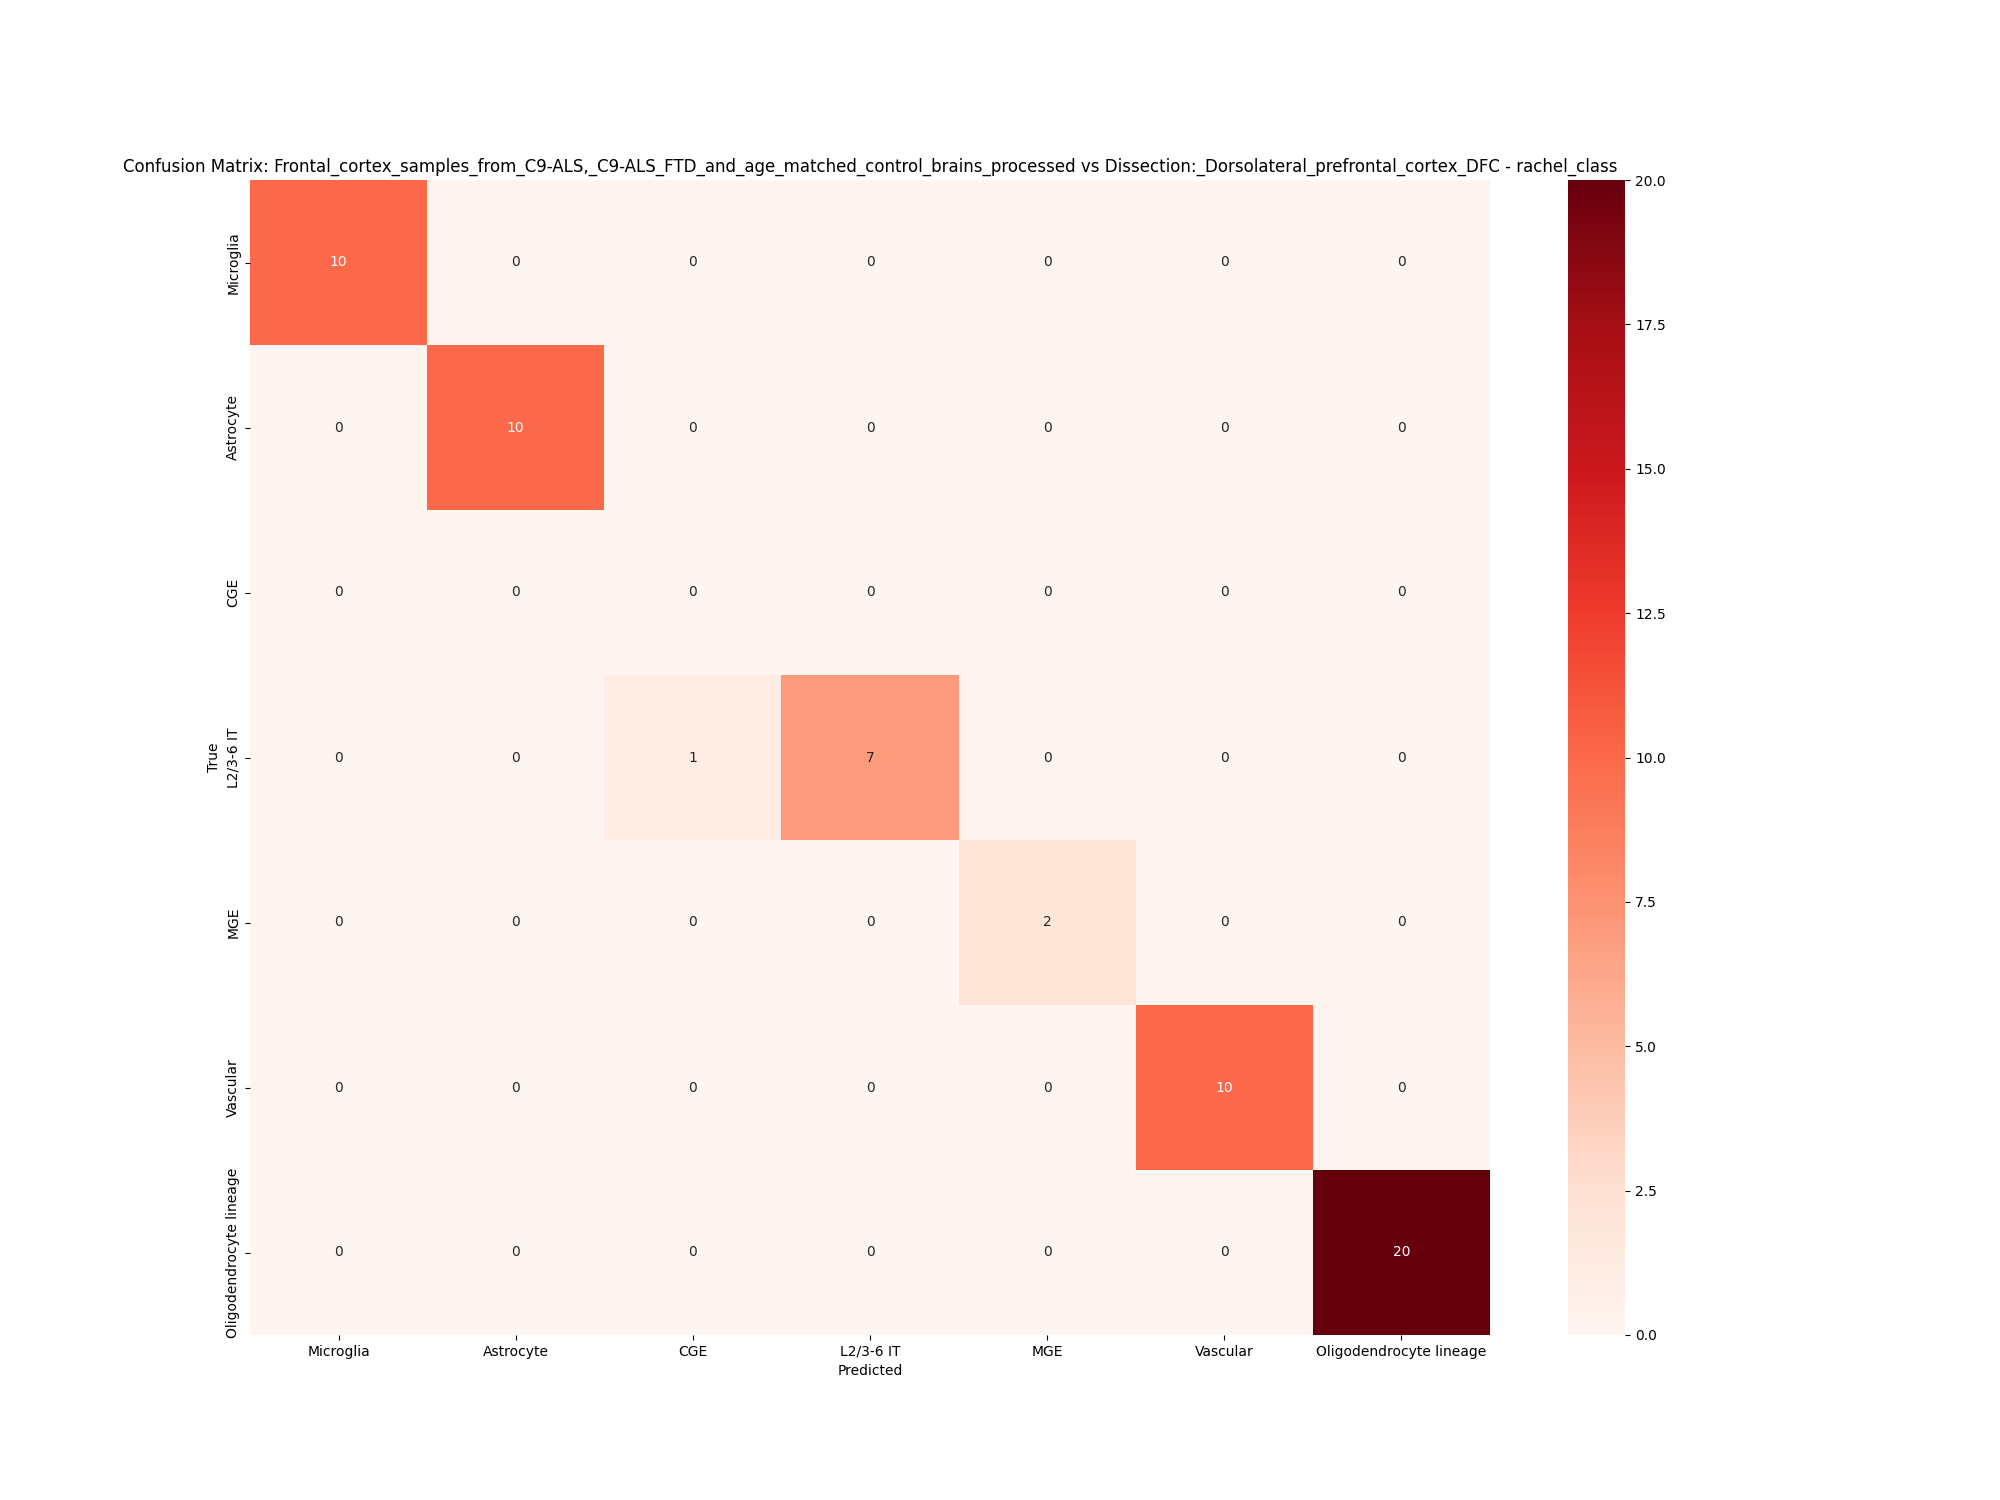 Confusion Matrix: Frontal_cortex_samples_from_C9-ALS,_C9-ALS_FTD_and_age_matched_control_brains_processed vs Dissection:_Dorsolateral_prefrontal_cortex_DFC - rachel_class
True
Microglia
10 0 0 0 0 0 0
Astrocyte
0 10 0 0 0 0 0
CGE
0 0 0 0 0 0 0
L2/3-6 IT
0 0 1 7 0 0 0
MGE
0 0 0 0 2 0 0
Vascular
0 0 0 0 0 10 0
Oligodendrocyte lineage
0 0 0 0 0 0 20
Microglia Astrocyte CGE L2/3-6 IT MGE Vascular Oligodendrocyte lineage
Predicted
20.0
17.5
15.0
12.5
10.0
7.5
5.0
2.5
0.0